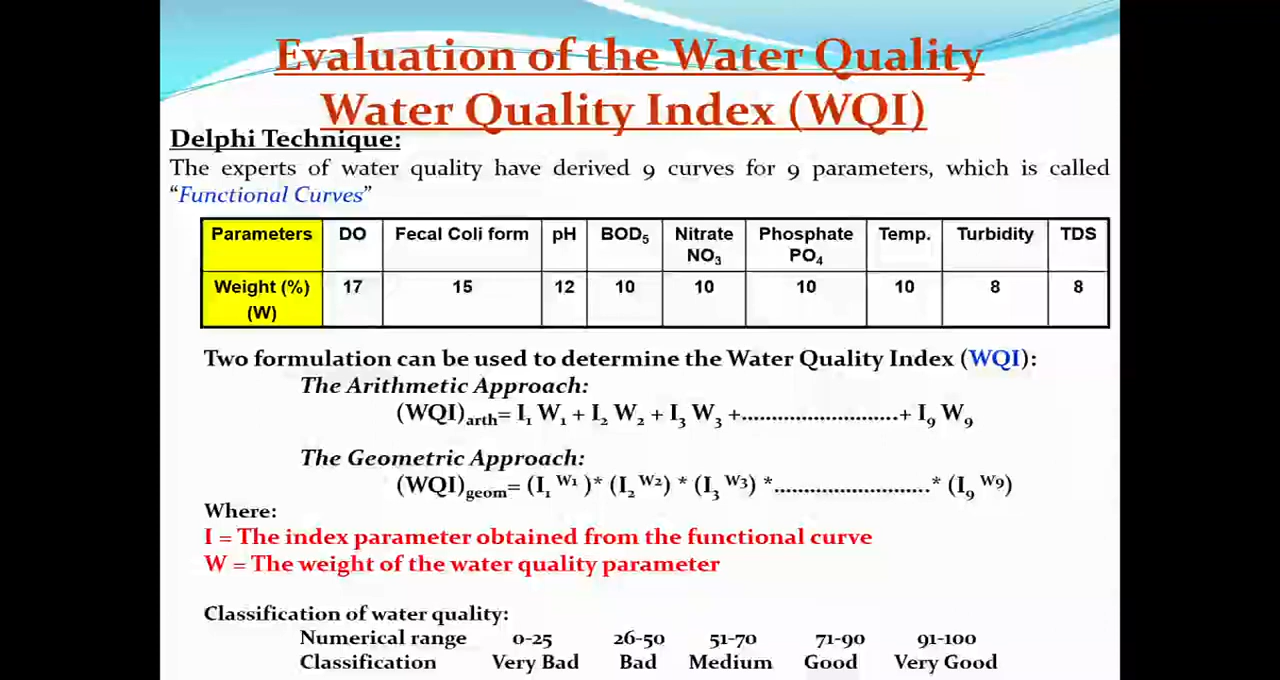 Evaluation of the Water Quality
Water Quality Index (WQI)
Delphi Technique:
The experts of water quality have derived 9 curves for 9 parameters, which is called
“Functional Curves”
Parameters DO Fecal Coli form pH BOD₅ Nitrate NO₃ Phosphate PO₄ Temp. Turbidity TDS
Weight (%) (W) 17 15 12 10 10 10 10 8 8
Two formulation can be used to determine the Water Quality Index (WQI):
The Arithmetic Approach:
(WQI)arth= I₁ W₁ + I₂ W₂ + I₃ W₃ +..........................+ I₉ W₉
The Geometric Approach:
(WQI)geom= (I₁ ᵂ¹ )* (I₂ ᵂ²) * (I₃ ᵂ³) *..........................* (I₉ ᵂ⁹)
Where:
I = The index parameter obtained from the functional curve
W = The weight of the water quality parameter
Classification of water quality:
Numerical range 0-25 26-50 51-70 71-90 91-100
Classification Very Bad Bad Medium Good Very Good